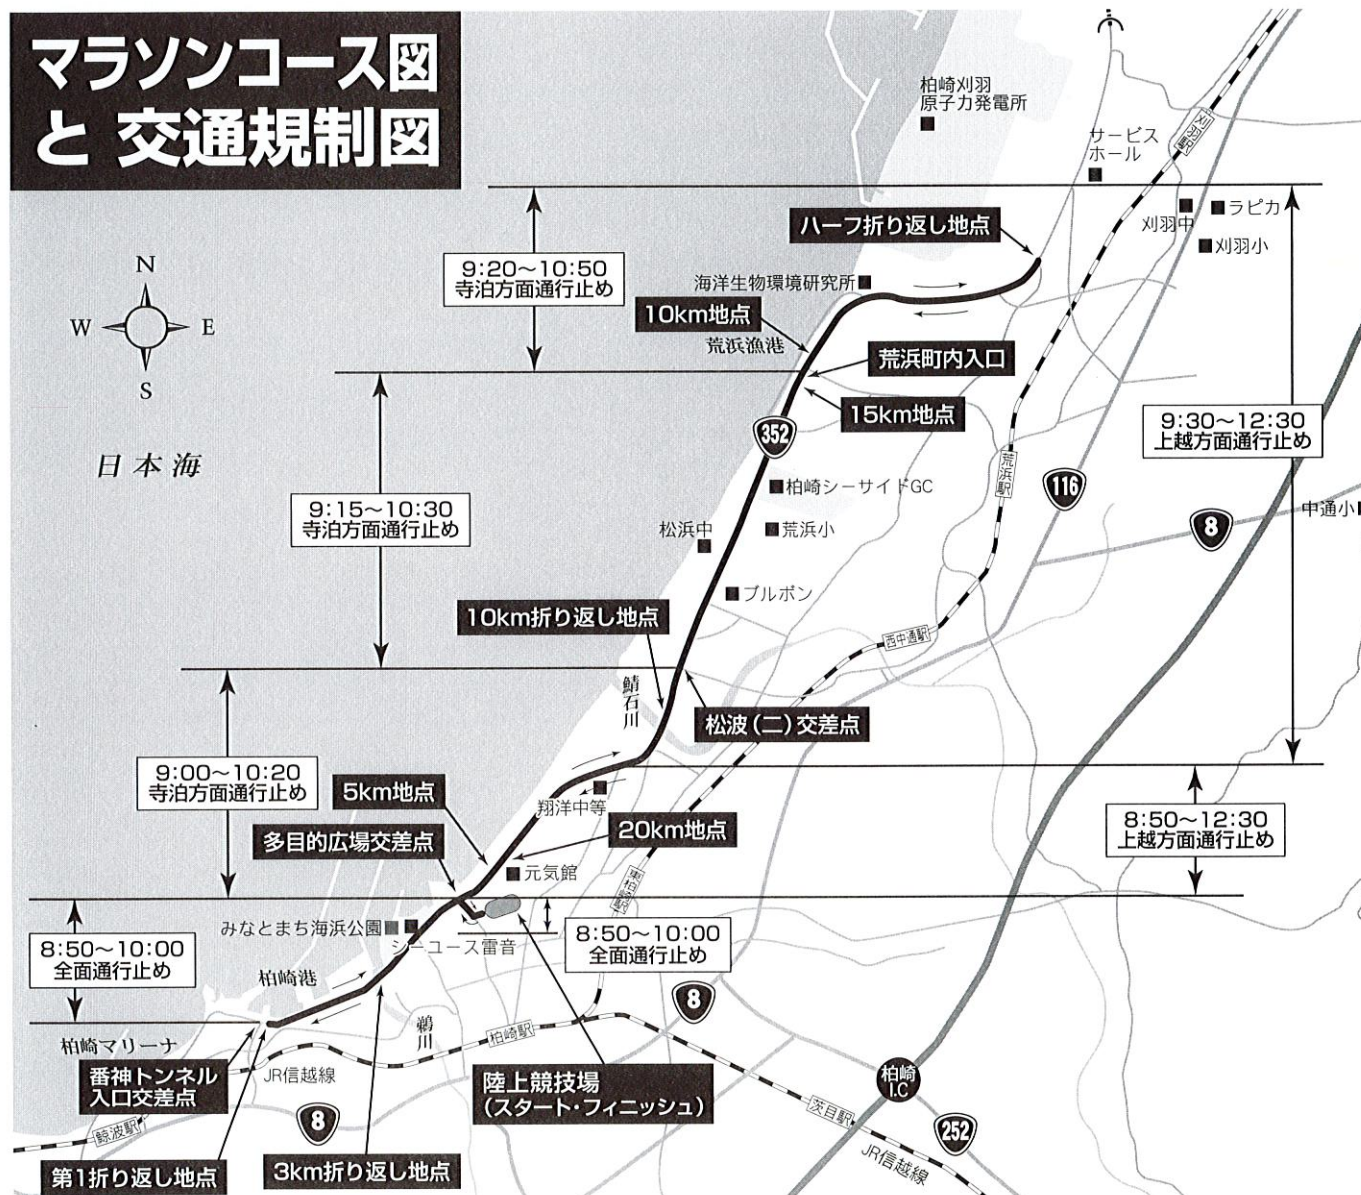 マラソンコース図
と 交通規制図
柏崎刈羽
原子力発電所
サービス
ホール
刈羽駅
ラピカ
刈羽中
刈羽小
ハーフ折り返し地点
9:20〜10:50
寺泊方面通行止め
海洋生物環境研究所
N
W
E
S
10km地点
荒浜漁港
荒浜町内入口
15km地点
352
9:30〜12:30
上越方面通行止め
日本海
荒浜駅
116
柏崎シーサイドGC
8
中通小
9:15〜10:30
寺泊方面通行止め
松浜中
荒浜小
ブルボン
10km折り返し地点
西中通駅
鯖石川
松波(二)交差点
9:00〜10:20
寺泊方面通行止め
5km地点
翔洋中等
20km地点
8:50〜12:30
上越方面通行止め
多目的広場交差点
元気館
東柏崎駅
みなとまち海浜公園
シーユース雷音
8:50〜10:00
全面通行止め
8:50〜10:00
全面通行止め
柏崎港
8
鵜川
柏崎駅
柏崎マリーナ
番神トンネル
入口交差点
JR信越線
陸上競技場
(スタート・フィニッシュ)
柏崎
I.C
茨目駅
8
252
鯨波駅
JR信越線
第1折り返し地点
3km折り返し地点